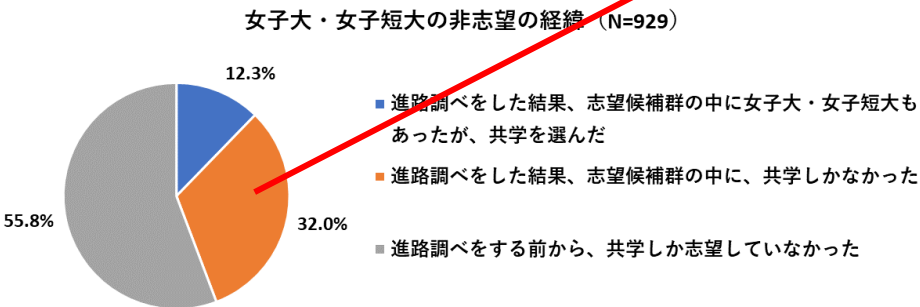 女子大・女子短大の非志望の経緯（N=929）
12.3%
進路調べをした結果、志望候補群の中に女子大・女子短大も
あったが、共学を選んだ
進路調べをした結果、志望候補群の中に、共学しかなかった
55.8%
32.0%
進路調べをする前から、共学しか志望していなかった